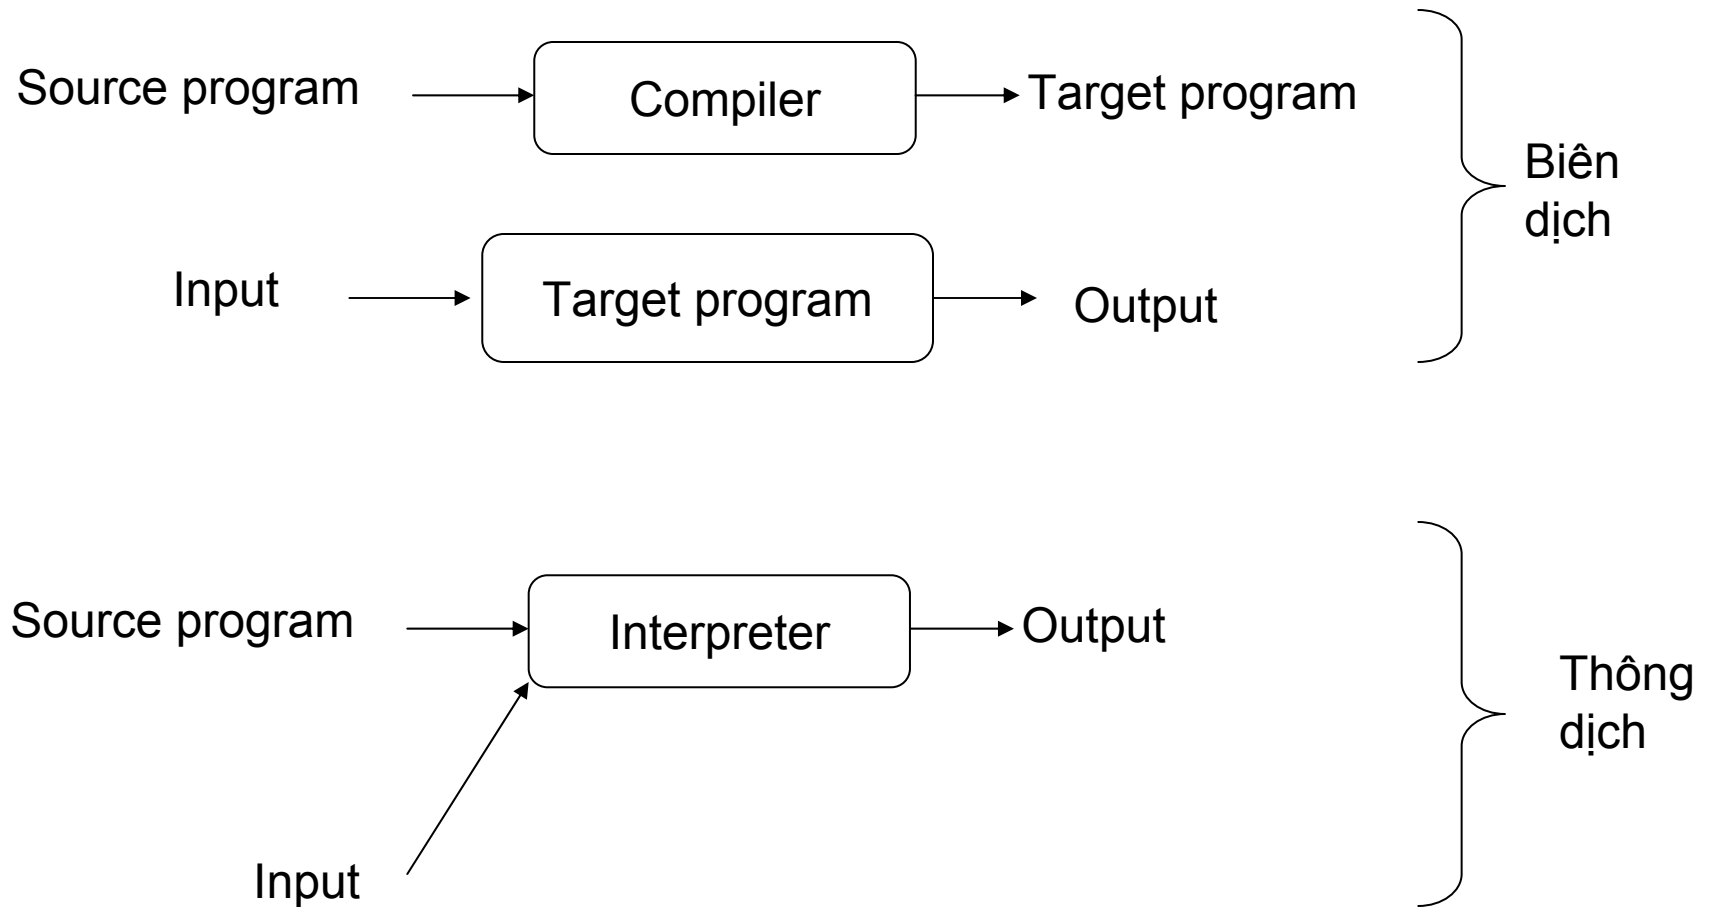 Source program
Compiler
Target program
Biên
dịch
Input
Target program
Output
Source program
Interpreter
Output
Thông
dịch
Input